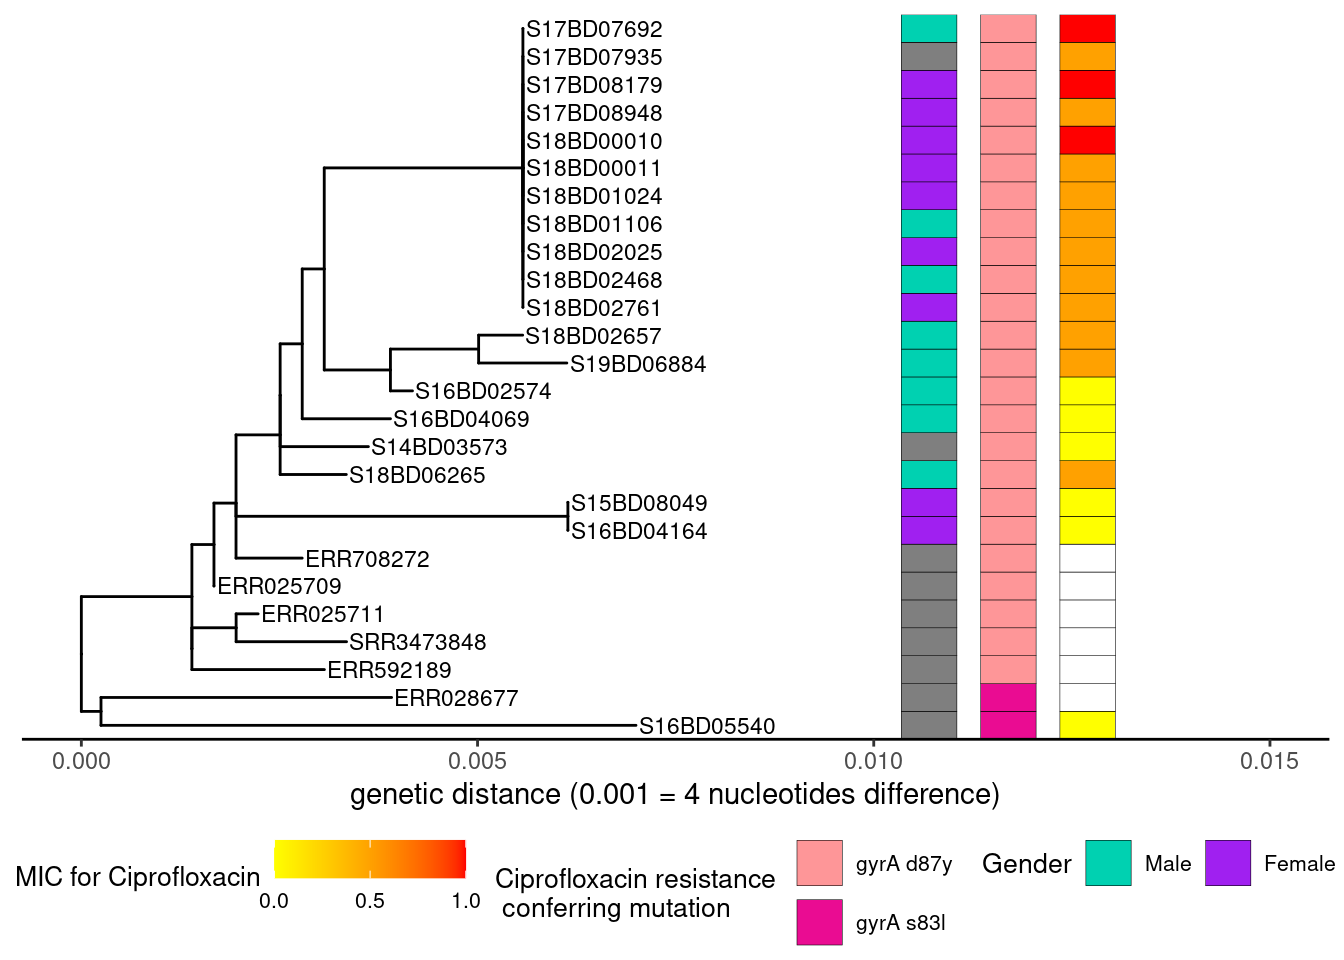 S17BD07692
S17BD07935
S17BD08179
S17BD08948
S18BD00010
S18BD00011
S18BD01024
S18BD01106
S18BD02025
S18BD02468
S18BD02761
S18BD02657
S19BD06884
S16BD02574
S16BD04069
S14BD03573
S18BD06265
S15BD08049
S16BD04164
ERR708272
ERR025709
ERR025711
SRR3473848
ERR592189
ERR028677
S16BD05540
0.000 0.005 0.010 0.015
genetic distance (0.001 = 4 nucleotides difference)
MIC for Ciprofloxacin
0.0 0.5 1.0
Ciprofloxacin resistance
conferring mutation
gyrA d87y
gyrA s83l
Gender Male Female